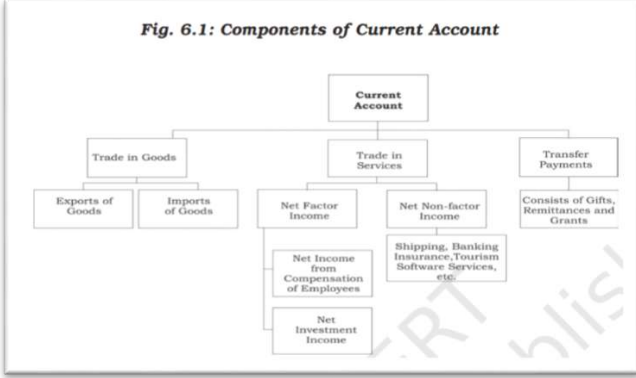 Fig. 6.1: Components of Current Account
Current
Account
Trade in Goods
Trade in
Services
Transfer
Payments
Exports of
Goods
Imports
of Goods
Net Factor
Income
Net Non-factor
Income
Consists of Gifts,
Remittances and
Grants
Shipping, Banking
Insurance,Tourism
Software Services,
etc.
Net Income
from
Compensation
of Employees
Net
Investment
Income